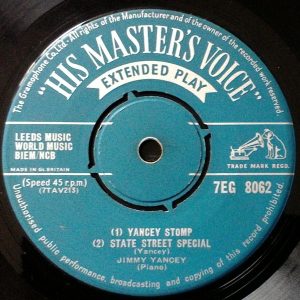 The Gramophone Co. Ltd. - All rights of the Manufacturer and of the owner of the recorded work reserved.
"HIS MASTER'S VOICE"
EXTENDED PLAY
LEEDS MUSIC
WORLD MUSIC
BIEM/NCB
MADE IN GT. BRITAIN
TRADE MARK REGD.
(Speed 45 r.p.m.)
(7TAV213)
7EG 8062
(1) YANCEY STOMP
(2) STATE STREET SPECIAL
(Yancey)
JIMMY YANCEY
(Piano)
Unauthorised public performance, broadcasting and copying of this record prohibited.